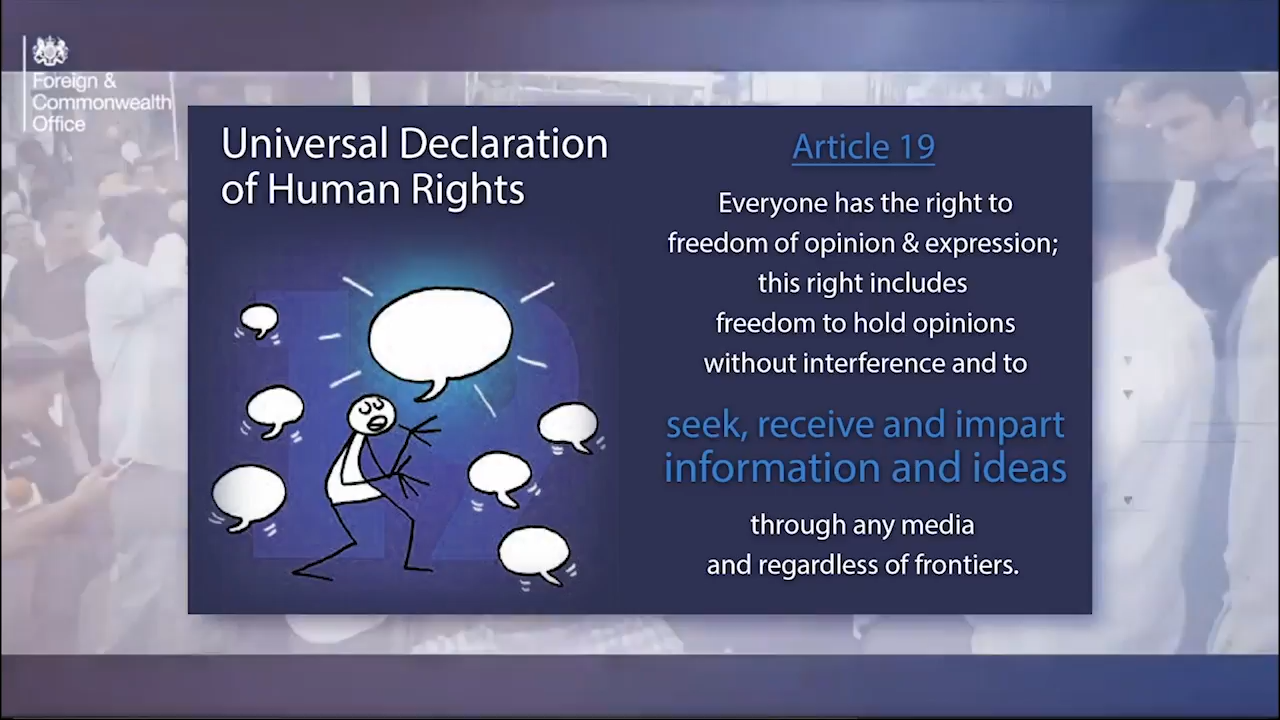 Foreign &
Commonwealth
Office
Universal Declaration
of Human Rights
Article 19
Everyone has the right to
freedom of opinion & expression;
this right includes
freedom to hold opinions
without interference and to
seek, receive and impart
information and ideas
through any media
and regardless of frontiers.